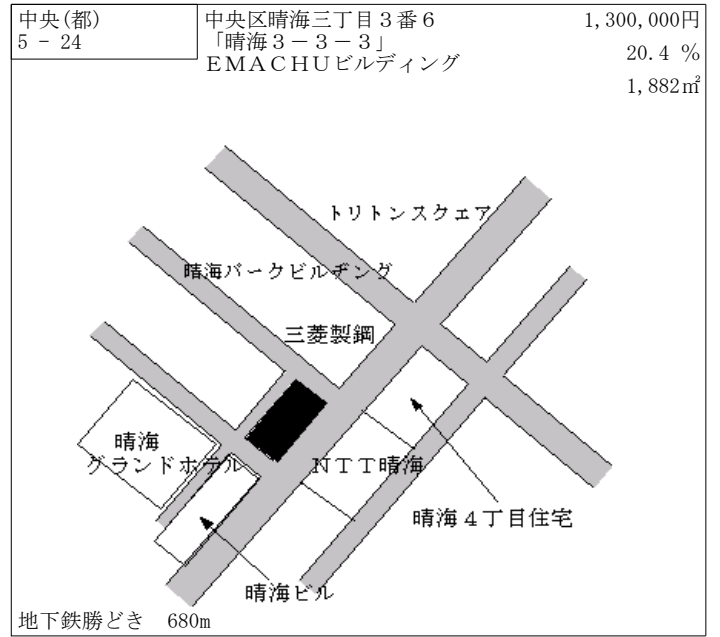 中央(都)
5 - 24
中央区晴海三丁目３番６
「晴海３－３－３」
ＥＭＡＣＨＵビルディング
1,300,000円
20.4 %
1,882㎡
トリトンスクェア
晴海パークビルヂング
三菱製鋼
晴海
グランドホテル
ＮＴＴ晴海
晴海４丁目住宅
晴海ビル
地下鉄勝どき　680m